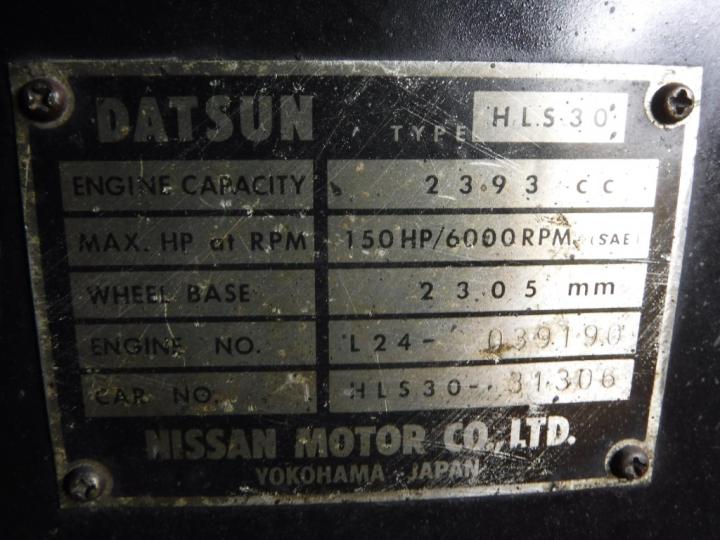 DATSUN TYPE HLS30
ENGINE CAPACITY 2393 cc
MAX. HP at RPM 150HP/6000RPM (SAE)
WHEEL BASE 2305 mm
ENGINE NO. L24- 039190
CAR NO. HLS30- 31306
NISSAN MOTOR CO., LTD.
YOKOHAMA JAPAN